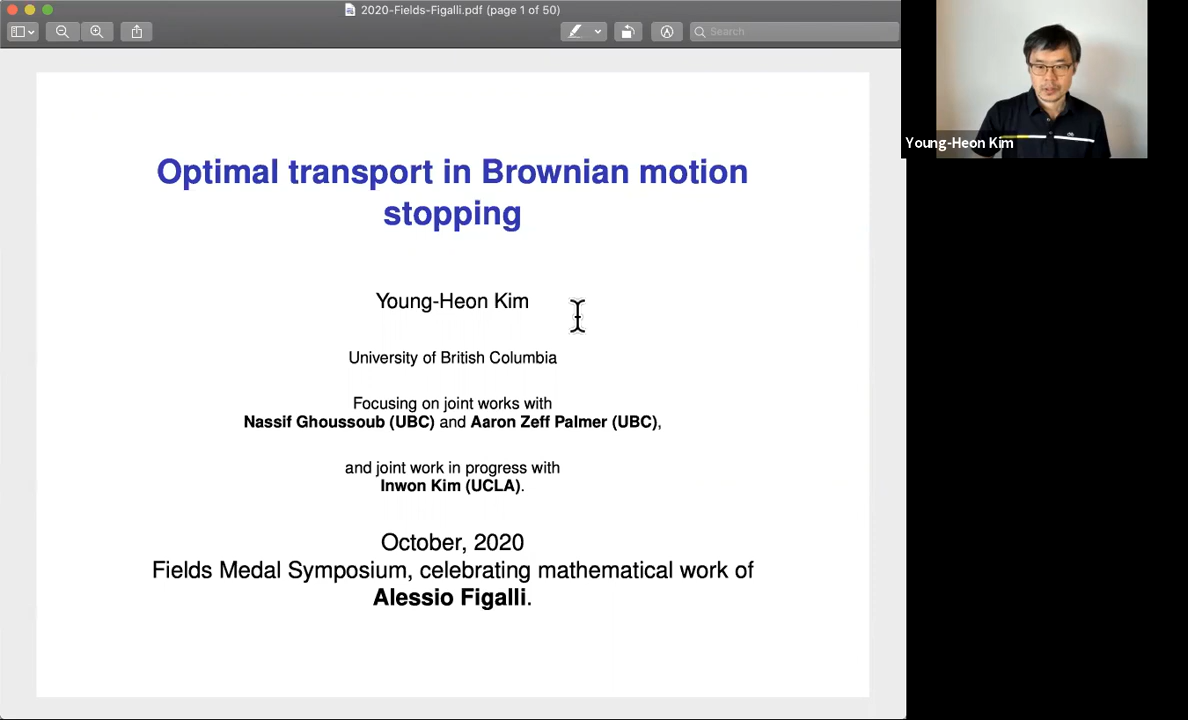 2020-Fields-Figalli.pdf (page 1 of 50)
Search
Optimal transport in Brownian motion
stopping
Young-Heon Kim
University of British Columbia
Focusing on joint works with
Nassif Ghoussoub (UBC) and Aaron Zeff Palmer (UBC),
and joint work in progress with
Inwon Kim (UCLA).
October, 2020
Fields Medal Symposium, celebrating mathematical work of
Alessio Figalli.
Young-Heon Kim